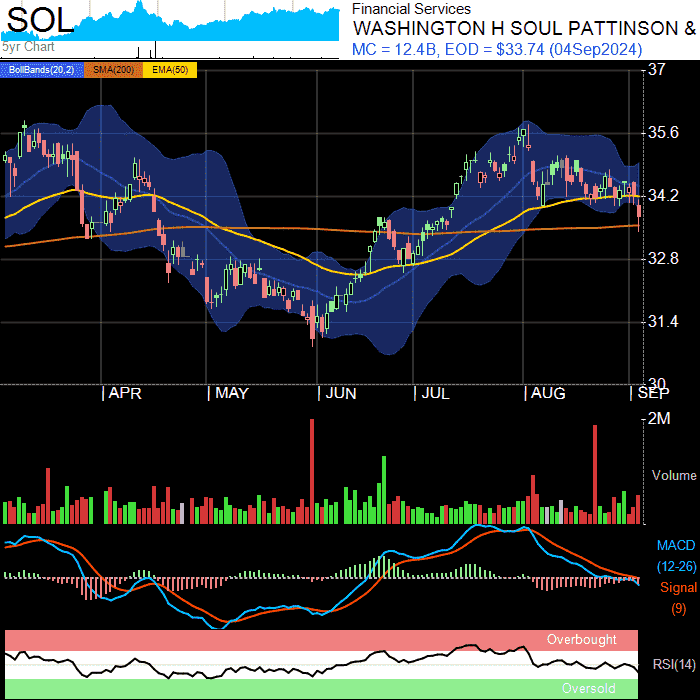 SOL
5yr Chart
Financial Services
WASHINGTON H SOUL PATTINSON &
MC = 12.4B, EOD = $33.74 (04Sep2024)
BollBands(20,2) SMA(200) EMA(50)
37
35.6
34.2
32.8
31.4
30
APR MAY JUN JUL AUG SEP
2M
Volume
MACD
(12-26)
Signal
(9)
Overbought
RSI(14)
Oversold